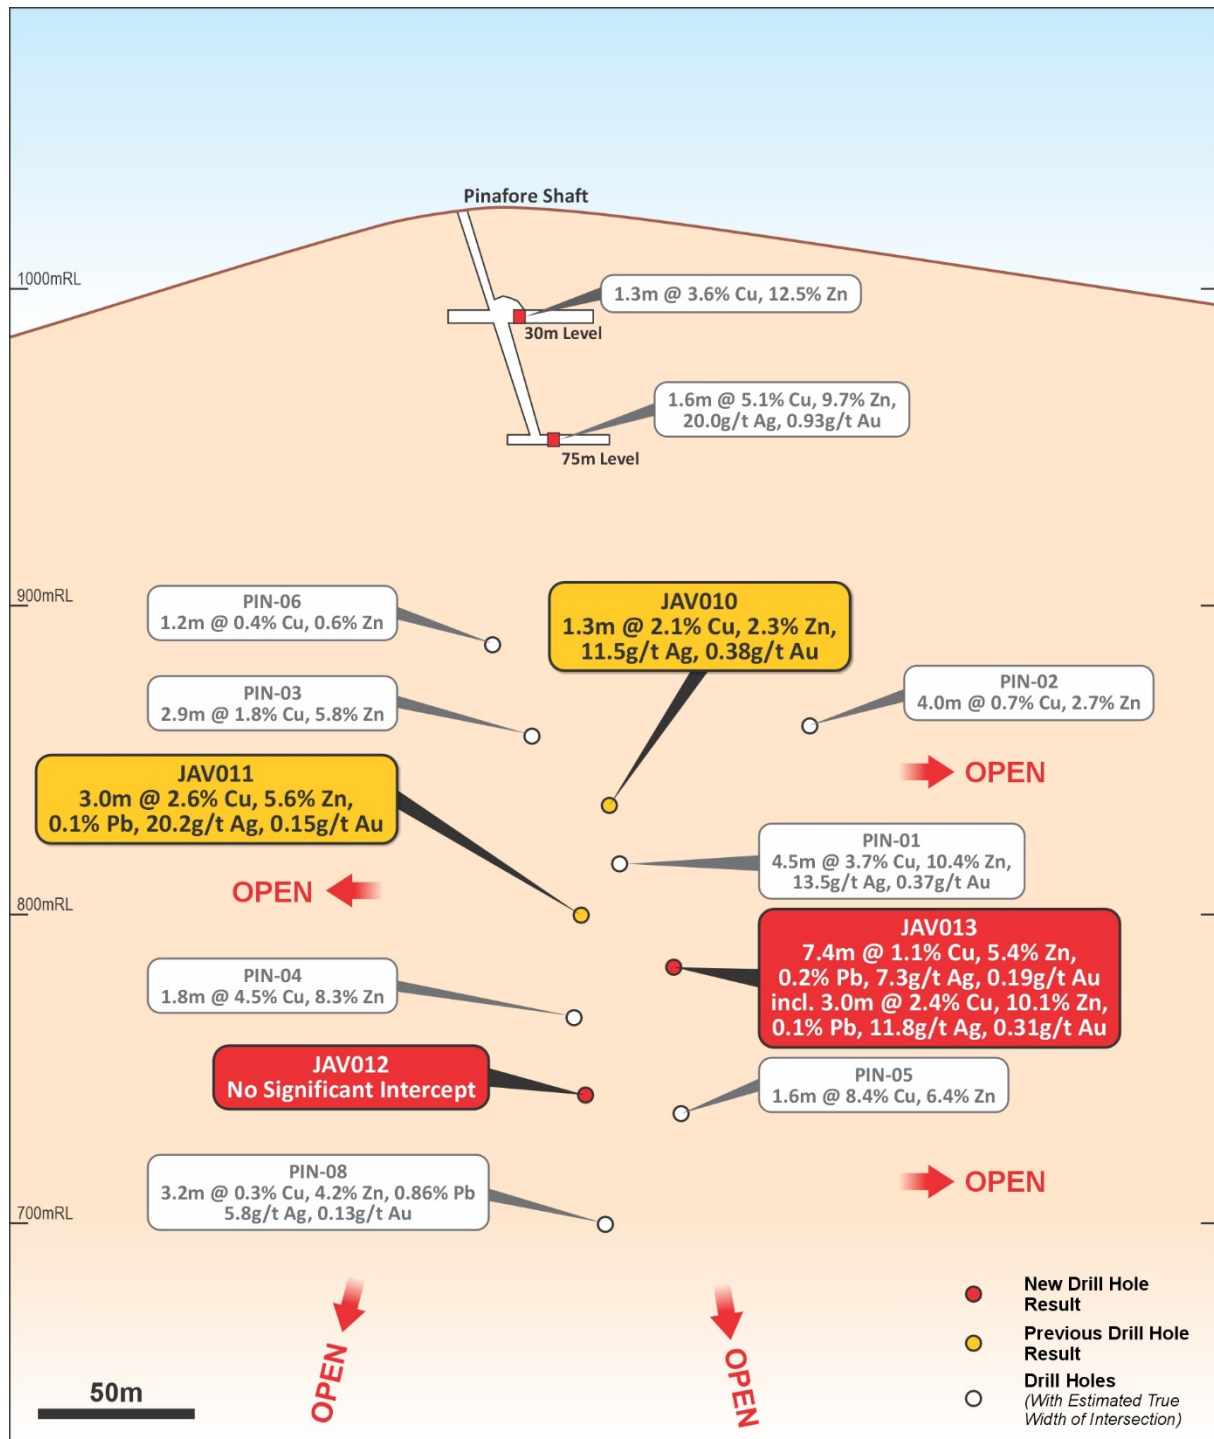 Pinafore Shaft
1000mRL
1.3m @ 3.6% Cu, 12.5% Zn
30m Level
1.6m @ 5.1% Cu, 9.7% Zn,
20.0g/t Ag, 0.93g/t Au
75m Level
900mRL
PIN-06
1.2m @ 0.4% Cu, 0.6% Zn
JAV010
1.3m @ 2.1% Cu, 2.3% Zn,
11.5g/t Ag, 0.38g/t Au
PIN-03
2.9m @ 1.8% Cu, 5.8% Zn
PIN-02
4.0m @ 0.7% Cu, 2.7% Zn
OPEN
JAV011
3.0m @ 2.6% Cu, 5.6% Zn,
0.1% Pb, 20.2g/t Ag, 0.15g/t Au
PIN-01
4.5m @ 3.7% Cu, 10.4% Zn,
13.5g/t Ag, 0.37g/t Au
OPEN
800mRL
JAV013
7.4m @ 1.1% Cu, 5.4% Zn,
0.2% Pb, 7.3g/t Ag, 0.19g/t Au
incl. 3.0m @ 2.4% Cu, 10.1% Zn,
0.1% Pb, 11.8g/t Ag, 0.31g/t Au
PIN-04
1.8m @ 4.5% Cu, 8.3% Zn
JAV012
No Significant Intercept
PIN-05
1.6m @ 8.4% Cu, 6.4% Zn
PIN-08
3.2m @ 0.3% Cu, 4.2% Zn, 0.86% Pb
5.8g/t Ag, 0.13g/t Au
OPEN
700mRL
OPEN
OPEN
New Drill Hole
Result
Previous Drill Hole
Result
Drill Holes
(With Estimated True
Width of Intersection)
50m